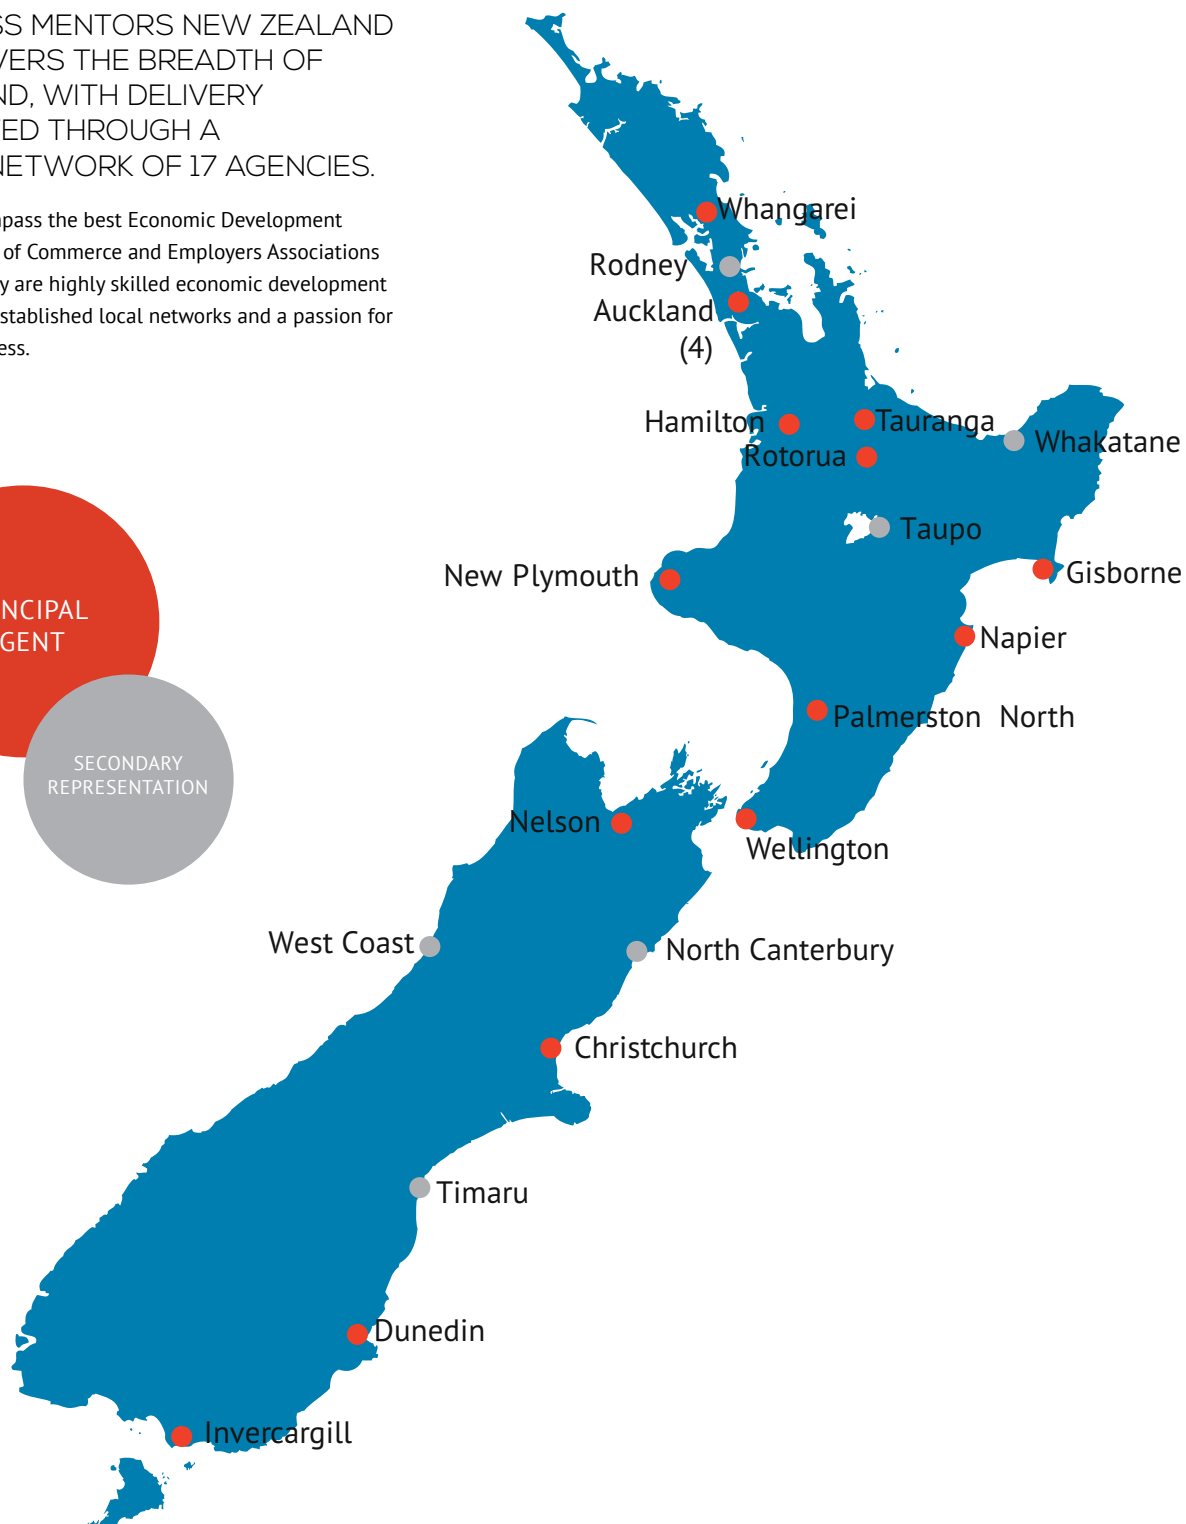 SS MENTORS NEW ZEALAND
VERS THE BREADTH OF
ND, WITH DELIVERY
ED THROUGH A
NETWORK OF 17 AGENCIES.
mpass the best Economic Development
of Commerce and Employers Associations
y are highly skilled economic development
stablished local networks and a passion for
ess.
Whangarei
Rodney
Auckland
(4)
Hamilton
Tauranga
Whakatane
Rotorua
Taupo
New Plymouth
Gisborne
NCIPAL
GENT
Napier
Palmerston North
SECONDARY
REPRESENTATION
Nelson
Wellington
West Coast
North Canterbury
Christchurch
Timaru
Dunedin
Invercargill